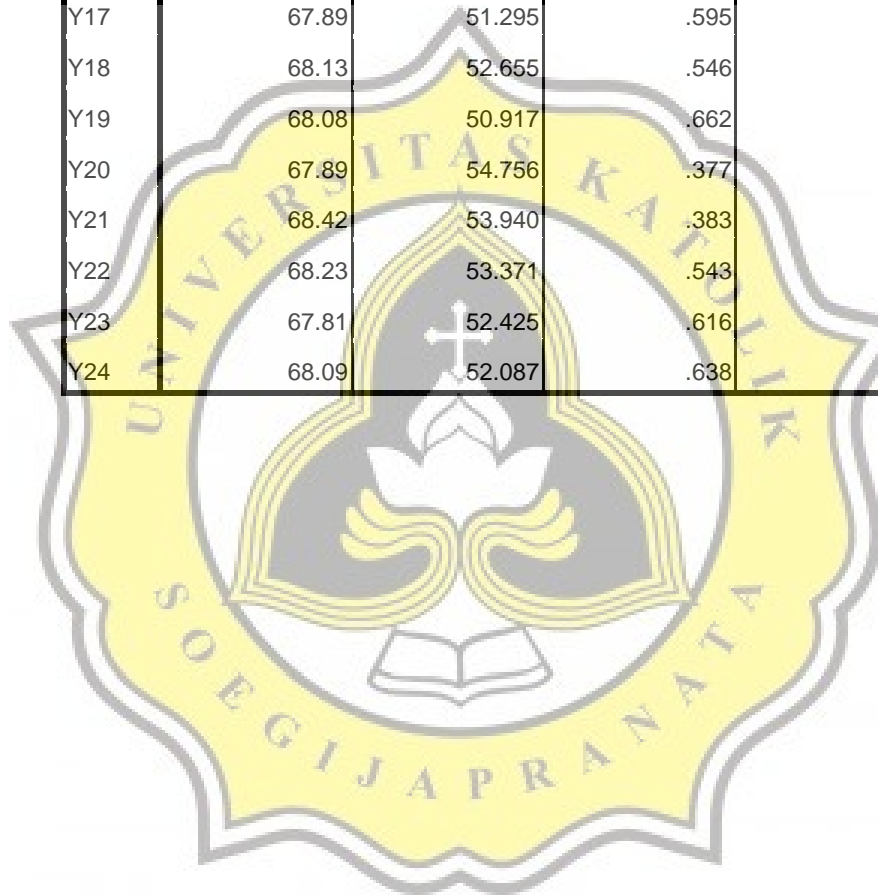 Y17 67.89 51.295 .595
Y18 68.13 52.655 .546
Y19 68.08 50.917 .662
Y20 67.89 54.756 .377
Y21 68.42 53.940 .383
Y22 68.23 53.371 .543
Y23 67.81 52.425 .616
Y24 68.09 52.087 .638
UNIVERSITAS KATOLIK
SOEGIJAPRANATA